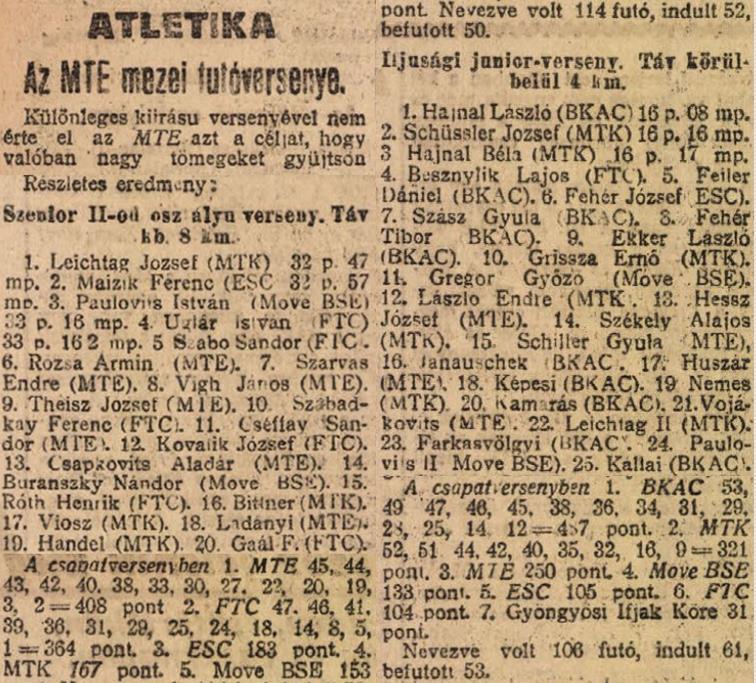 ATLETIKA
Az MTE mezei futóversenye.
Különleges kiirásu versenyével nem
érte el az MTE azt a célját, hogy
valóban nagy tömegeket gyüjtsön
Részletes eredmény:
Szenior II-od osz ályu verseny. Táv
kb. 8 km.
1. Leichtag Jozsef (MTK) 32 p. 47
mp. 2. Maizik Ferenc (ESC 32 p. 57
mp. 3. Paulovits István (Move BSE)
33 p. 16 mp. 4. Uglár István (FTC)
33 p. 16 2 mp. 5 Szabo Sandor (FTC.
6. Rozsa Armin (MTE). 7. Szarvas
Endre (MTE). 8. Vigh János (MTE).
9. Theisz Jozsef (MTE). 10. Szabad-
kay Ferenc (FTC). 11. Cséffay San-
dor (MTE). 12. Kovalik József (FTC).
13. Csapkovits Aladár (MTE). 14.
Buranszky Nándor (Move BSE). 15.
Róth Henrik (FTC). 16. Bittner (MTK).
17. Viosz (MTK). 18. Ladányi (MTE).
19. Handel (MTK). 20. Gaál F. (FTC).
A csapatversenyben 1. MTE 45, 44,
43, 42, 40. 38, 33, 30, 27. 22, 20, 19,
3, 2=408 pont 2. FTC 47. 46, 41,
39, 36, 31, 29, 25, 24, 18, 14, 8, 5,
1=364 pont. 3. ESC 183 pont. 4.
MTK 167 pont. 5. Move BSE 153
pont. Nevezve volt 114 futó, indult 52,
befutott 50.
Ifjusági junior-verseny. Táv körül-
belül 4 km.
1. Hajnal László (BKAC) 16 p. 08 mp.
2. Schüssler Jozsef (MTK) 16 p. 16 mp.
3 Hajnal Béla (MTK) 16 p. 17 mp.
4. Besznylik Lajos (FTC). 5. Feiler
Dániel (BKAC). 6. Fehér József ESC).
7. Szász Gyula (BKAC). 8. Fehér
Tibor BKAC). 9. Ekker László
(BKAC). 10. Grissza Ernő (MTK).
11. Gregor Győző (Move BSE).
12. László Endre (MTK. 13. Hessz
József (MTE). 14. Székely Alajos
(MTK). 15. Schiller Gyula (MTE),
16. Janauschek (BKAC. 17. Huszár
(MTE). 18. Képesi (BKAC). 19 Nemes
(MTK). 20. Kamarás (BKAC). 21. Voja-
kovits (MTE. 22. Leichtag II (MTK).
23. Farkasvölgyi (BKAC. 24. Paulo-
vits II Move BSE). 25. Kállai (BKAC.
A csapatversenyben 1. BKAC 53,
49 47, 46, 45, 38, 36, 34, 31, 29,
28, 25, 14, 12=487 pont. 2. MTK
52, 51 44, 42, 40, 35, 32, 16, 9=321
pont. 3. MTE 250 pont. 4. Move BSE
133 pont. 5. ESC 105 pont. 6. FTC
104 pont. 7. Gyöngyösi Ifjak Köre 31
pont.
Nevezve volt 106 futó, indult 61,
befutott 53.